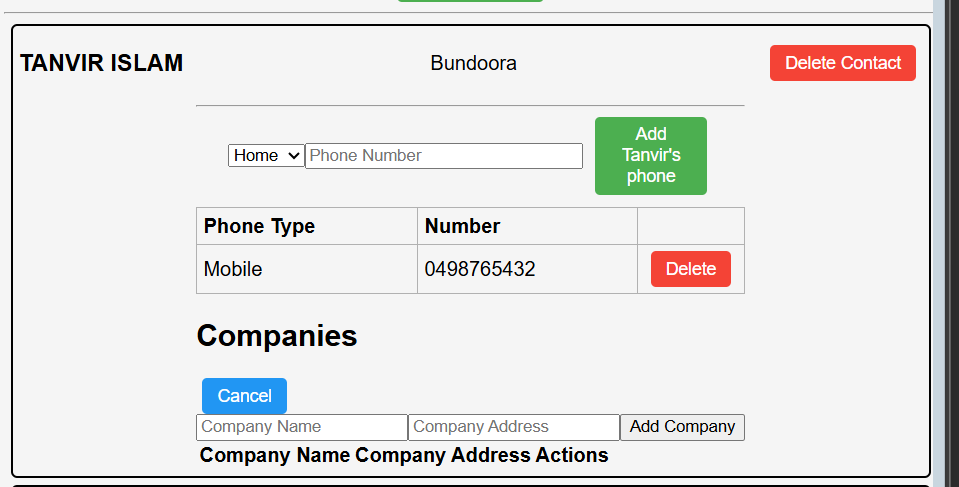 TANVIR ISLAM Bundoora Delete Contact
Home Phone Number Add
Tanvir's
phone
Phone Type Number
Mobile 0498765432 Delete
Companies
Cancel
Company Name Company Address Add Company
Company Name Company Address Actions